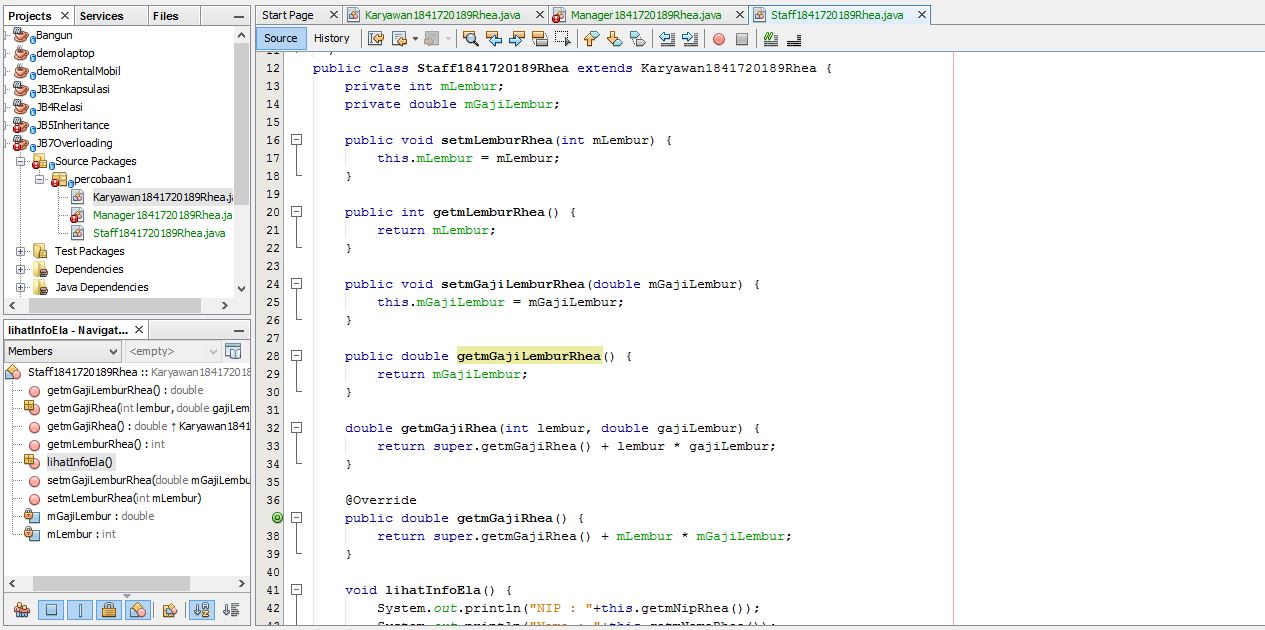 Projects Services Files
Bangun
demolaptop
demoRentalMobil
JB3Enkapsulasi
JB4Relasi
JB5Inheritance
JB7Overloading
Source Packages
percobaan1
Karyawan1841720189Rhea.ja
Manager1841720189Rhea.ja
Staff1841720189Rhea.java
Test Packages
Dependencies
Java Dependencies
lihatInfoEla - Navigat...
Members <empty>
Staff1841720189Rhea :: Karyawan184172018
getmGajiLemburRhea() : double
getmGajiRhea(int lembur, double gajiLem
getmGajiRhea() : double ↑ Karyawan1841
getmLemburRhea() : int
lihatInfoEla()
setmGajiLemburRhea(double mGajiLembu
setmLemburRhea(int mLembur)
mGajiLembur : double
mLembur : int
Start Page Karyawan1841720189Rhea.java Manager1841720189Rhea.java Staff1841720189Rhea.java
Source History
12 public class Staff1841720189Rhea extends Karyawan1841720189Rhea {
13 private int mLembur;
14 private double mGajiLembur;
15
16 public void setmLemburRhea(int mLembur) {
17 this.mLembur = mLembur;
18 }
19
20 public int getmLemburRhea() {
21 return mLembur;
22 }
23
24 public void setmGajiLemburRhea(double mGajiLembur) {
25 this.mGajiLembur = mGajiLembur;
26 }
27
28 public double getmGajiLemburRhea() {
29 return mGajiLembur;
30 }
31
32 double getmGajiRhea(int lembur, double gajiLembur) {
33 return super.getmGajiRhea() + lembur * gajiLembur;
34 }
35
36 @Override
public double getmGajiRhea() {
38 return super.getmGajiRhea() + mLembur * mGajiLembur;
39 }
40
41 void lihatInfoEla() {
42 System.out.println("NIP : "+this.getmNipRhea());